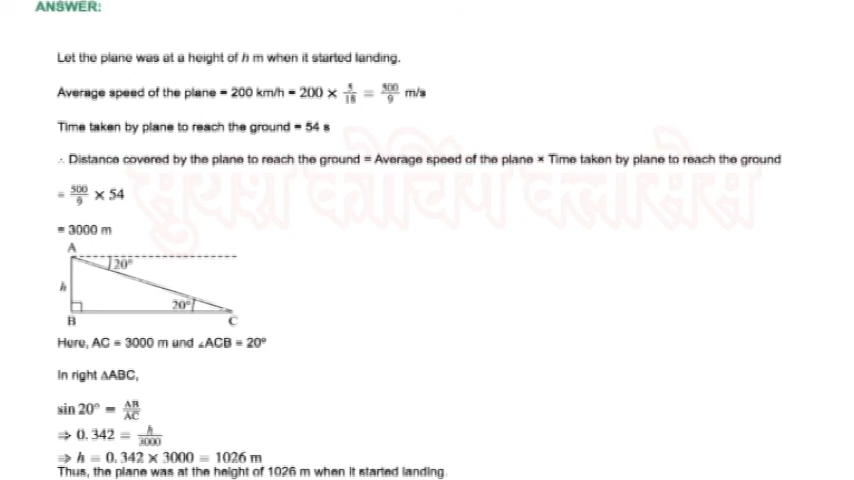 ANSWER:
Let the plane was at a height of h m when it started landing.
Average speed of the plane = 200 km/h = 200 × 5/18 = 500/9 m/s
Time taken by plane to reach the ground = 54 s
∴ Distance covered by the plane to reach the ground = Average speed of the plane × Time taken by plane to reach the ground
= 500/9 × 54
= 3000 m
A
20°
h
20°
B C
Here, AC = 3000 m and ∠ACB = 20°
In right ΔABC,
sin 20° = AB/AC
⇒ 0.342 = h/3000
⇒ h = 0.342 × 3000 = 1026 m
Thus, the plane was at the height of 1026 m when it started landing.
सुयश कोचिंग क्लासेस